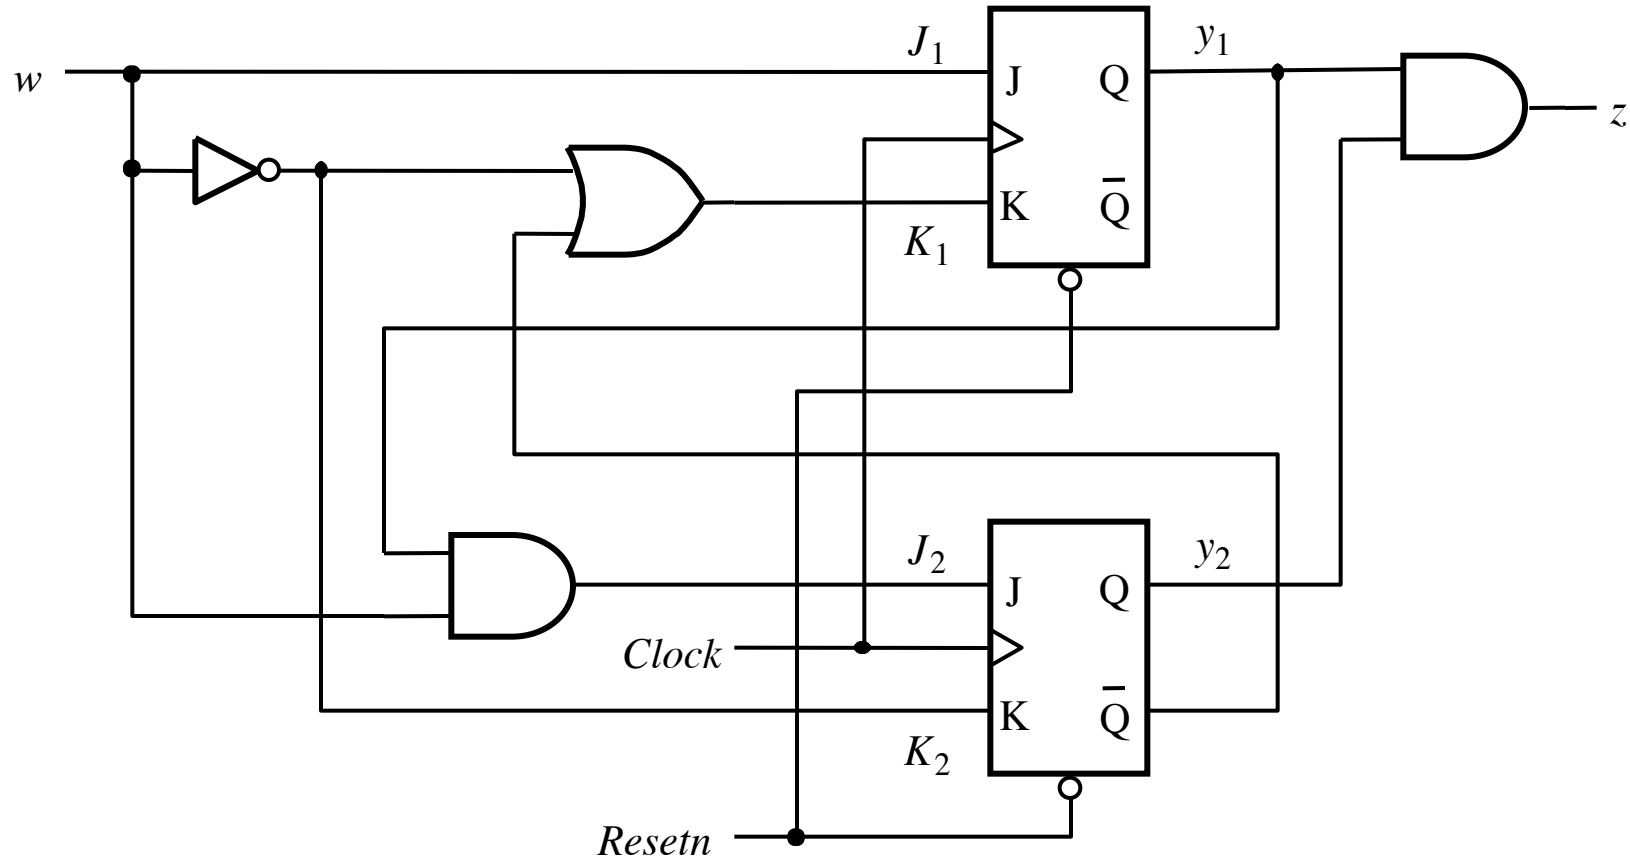 J₁ y₁
w J Q z
K Q̅
K₁
J₂ y₂
J Q
Clock
K Q̅
K₂
Resetn